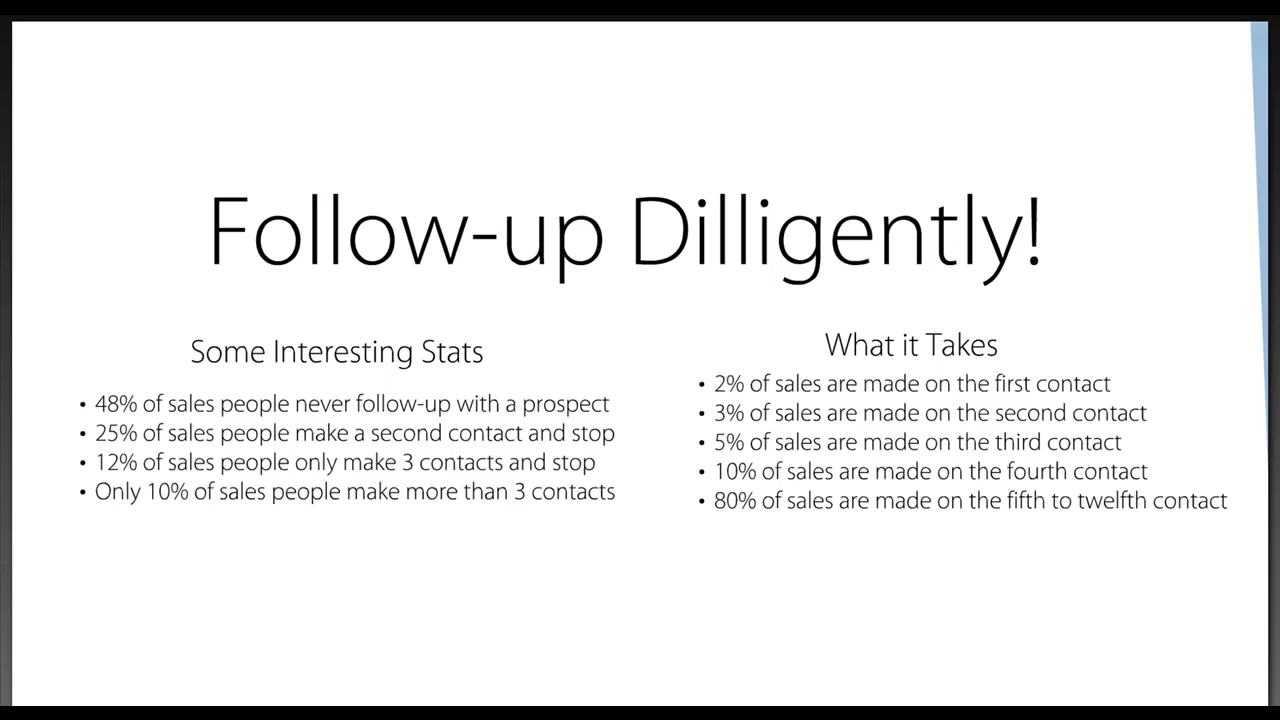 Follow-up Dilligently!
Some Interesting Stats
• 48% of sales people never follow-up with a prospect
• 25% of sales people make a second contact and stop
• 12% of sales people only make 3 contacts and stop
• Only 10% of sales people make more than 3 contacts
What it Takes
• 2% of sales are made on the first contact
• 3% of sales are made on the second contact
• 5% of sales are made on the third contact
• 10% of sales are made on the fourth contact
• 80% of sales are made on the fifth to twelfth contact